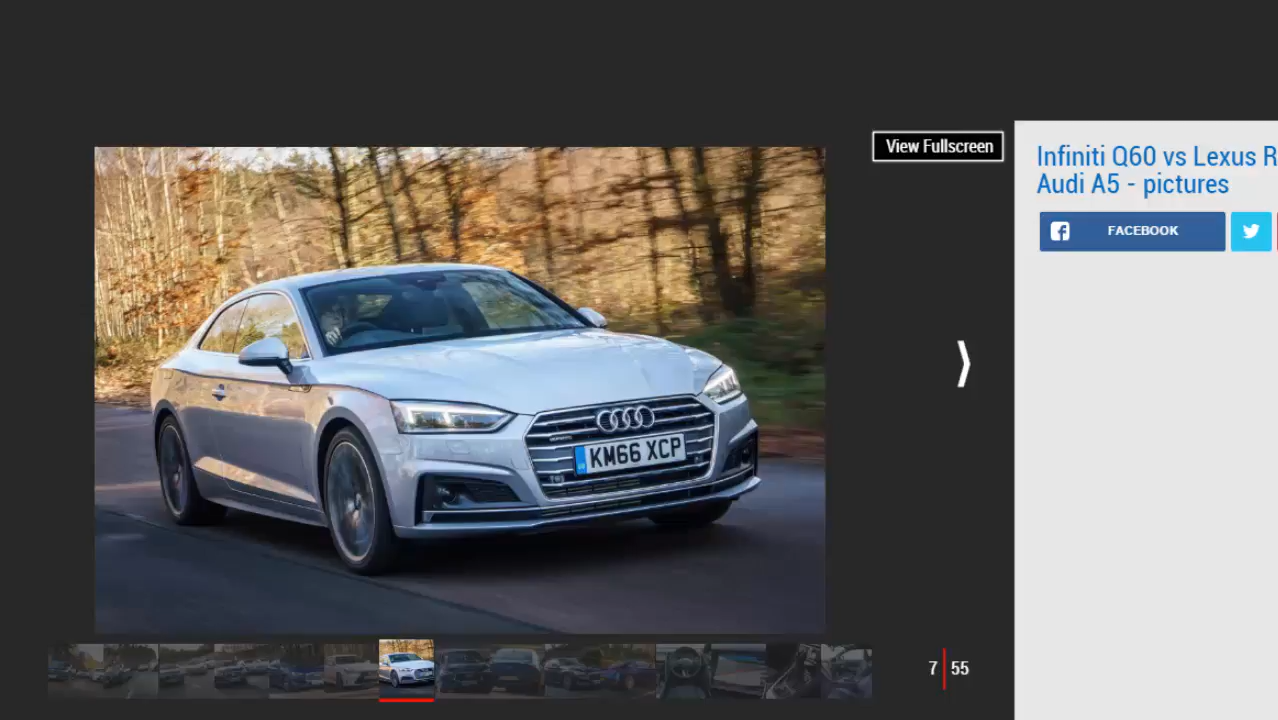 View Fullscreen
Infiniti Q60 vs Lexus R
Audi A5 - pictures
FACEBOOK
KM66 XCP
7 55